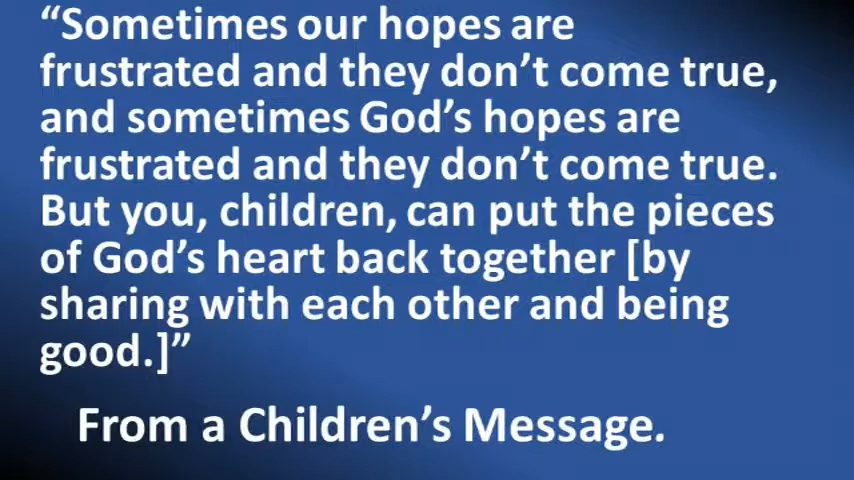 “Sometimes our hopes are
frustrated and they don’t come true,
and sometimes God’s hopes are
frustrated and they don’t come true.
But you, children, can put the pieces
of God’s heart back together [by
sharing with each other and being
good.]”
From a Children’s Message.